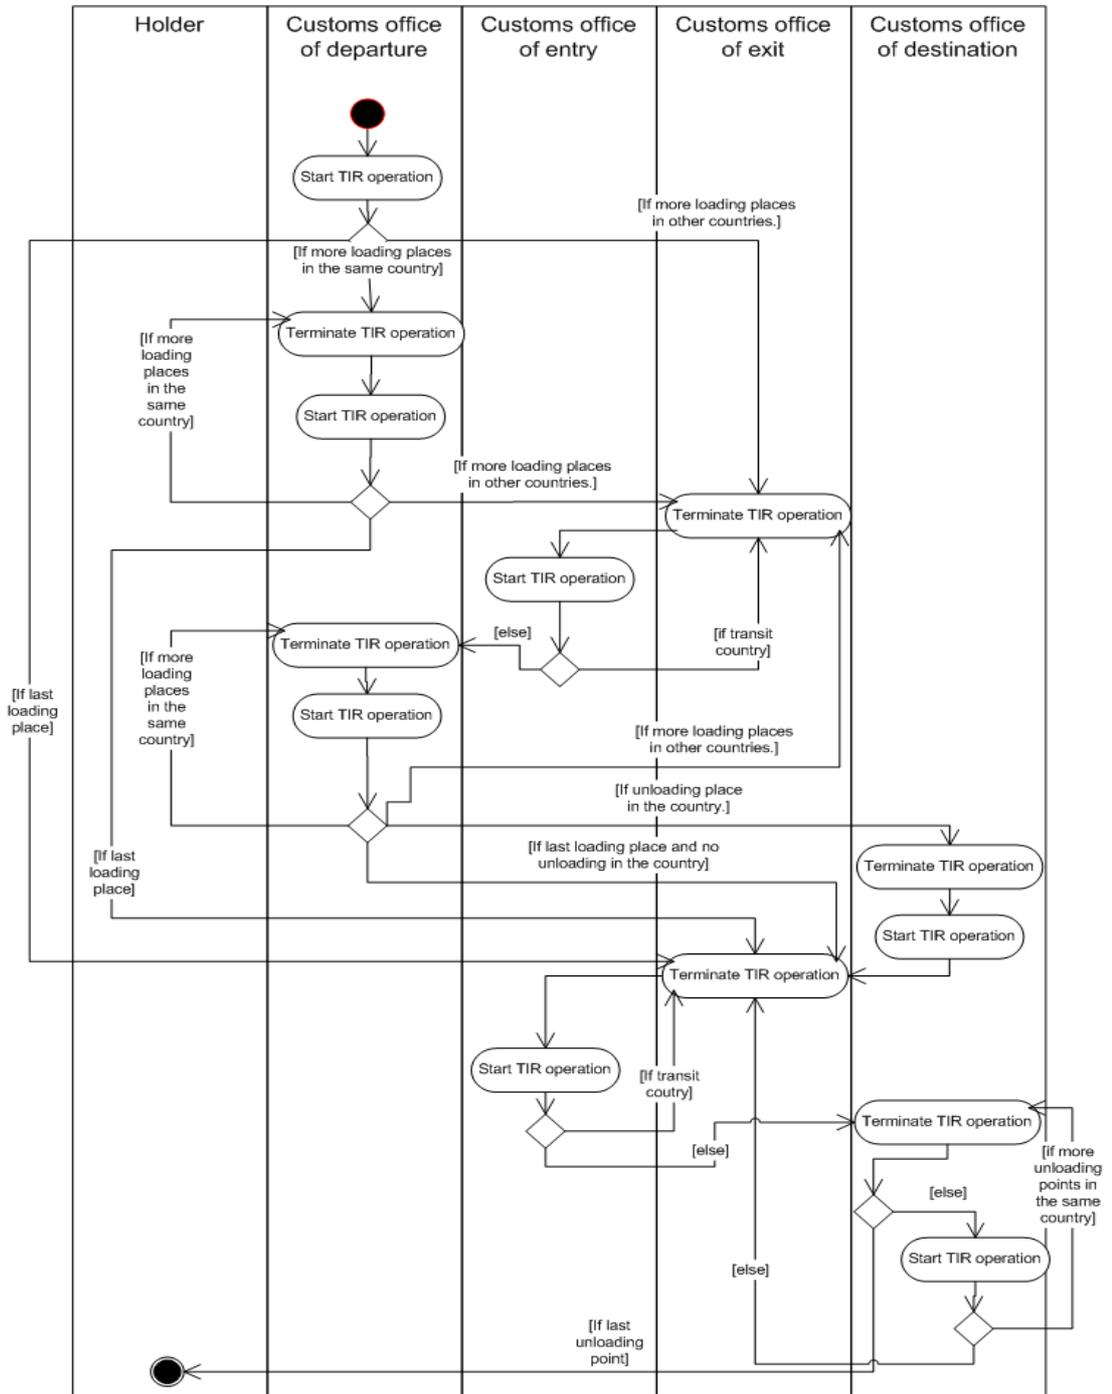 Holder
Customs office
of departure
Customs office
of entry
Customs office
of exit
Customs office
of destination
Start TIR operation
[If more loading places
in other countries.]
[If more loading places
in the same country]
Terminate TIR operation
[If more
loading
places
in the
same
country]
Start TIR operation
[If more loading places
in other countries.]
Terminate TIR operation
Start TIR operation
[else]
[if transit
country]
Terminate TIR operation
[If more
loading
places
in the
same
country]
[If last
loading
place]
Start TIR operation
[If more loading places
in other countries.]
[If unloading place
in the country.]
[If last loading place and no
unloading in the country]
[If last
loading
place]
Terminate TIR operation
Start TIR operation
Terminate TIR operation
Start TIR operation
[If transit
coutry]
Terminate TIR operation
[else]
[if more
unloading
points in
the same
country]
[else]
Start TIR operation
[else]
[If last
unloading
point]